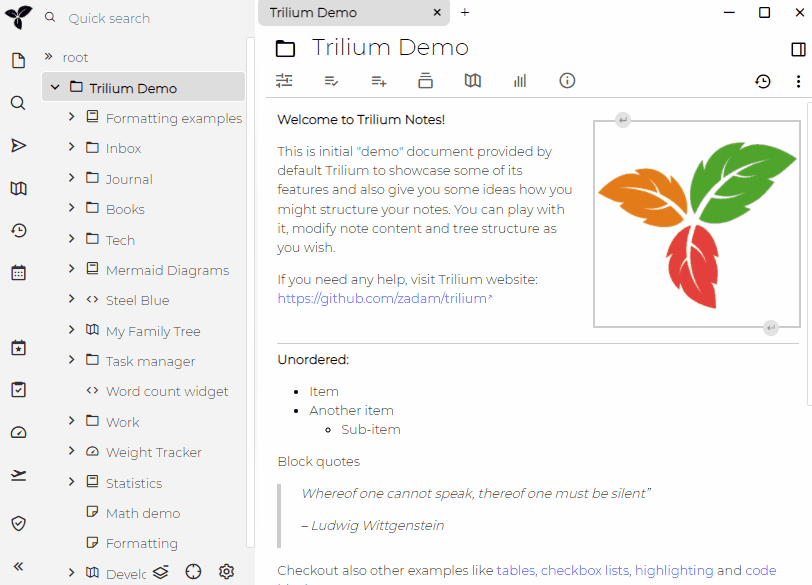 Quick search
root
Trilium Demo
Formatting examples
Inbox
Journal
Books
Tech
Mermaid Diagrams
Steel Blue
My Family Tree
Task manager
Word count widget
Work
Weight Tracker
Statistics
Math demo
Formatting
Develo
Trilium Demo
Trilium Demo
Welcome to Trilium Notes!
This is initial "demo" document provided by
default Trilium to showcase some of its
features and also give you some ideas how you
might structure your notes. You can play with
it, modify note content and tree structure as
you wish.
If you need any help, visit Trilium website:
https://github.com/zadam/trilium
Unordered:
Item
Another item
Sub-item
Block quotes
Whereof one cannot speak, thereof one must be silent”
– Ludwig Wittgenstein
Checkout also other examples like tables, checkbox lists, highlighting and code